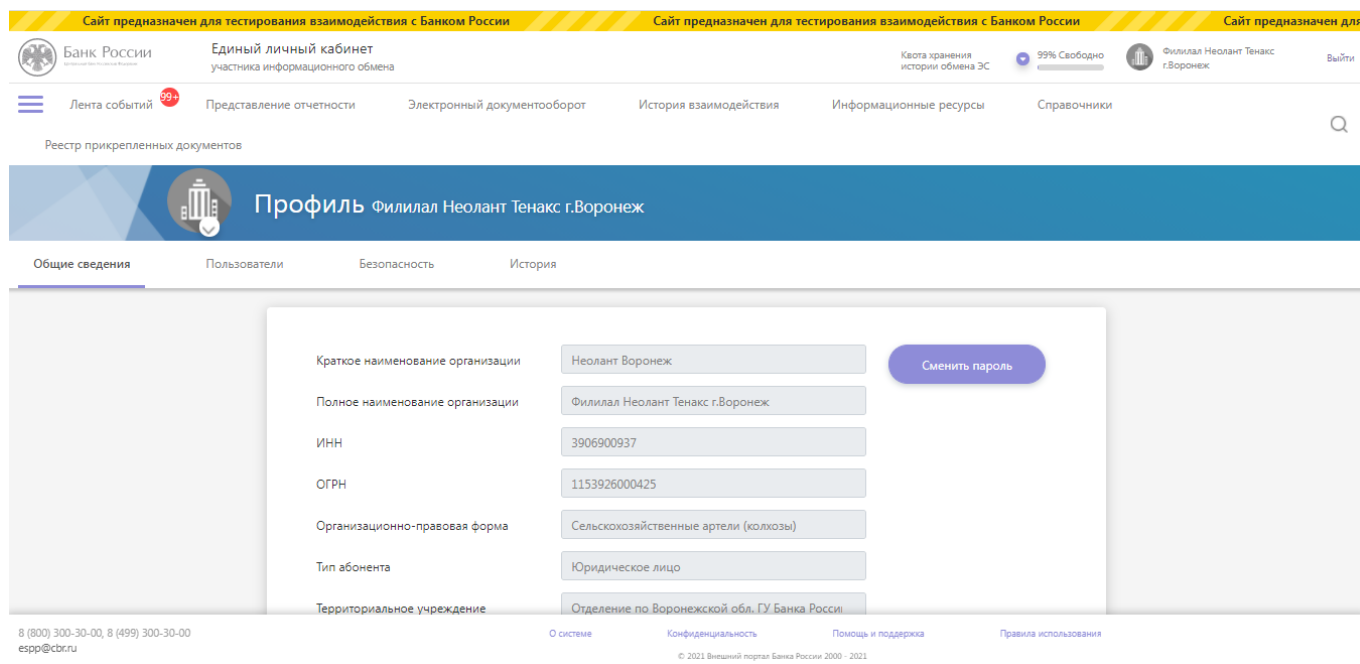 Сайт предназначен для тестирования взаимодействия с Банком России Сайт предназначен для тестирования взаимодействия с Банком России Сайт предназначен для
Банк России
Единый личный кабинет
участника информационного обмена
Квота хранения
истории обмена ЭС
99% Свободно
Филилал Неолант Тенакс
г.Воронеж
Выйти
Лента событий 99+ Представление отчетности Электронный документооборот История взаимодействия Информационные ресурсы Справочники
Реестр прикрепленных документов
Профиль Филилал Неолант Тенакс г.Воронеж
Общие сведения Пользователи Безопасность История
Краткое наименование организации Неолант Воронеж Сменить пароль
Полное наименование организации Филилал Неолант Тенакс г.Воронеж
ИНН 3906900937
ОГРН 1153926000425
Организационно-правовая форма Сельскохозяйственные артели (колхозы)
Тип абонента Юридическое лицо
Территориальное учреждение Отделение по Воронежской обл. ГУ Банка Росси
8 (800) 300-30-00, 8 (499) 300-30-00
espp@cbr.ru
О системе Конфиденциальность Помощь и поддержка Правила использования
© 2021 Внешний портал Банка России 2000 - 2021